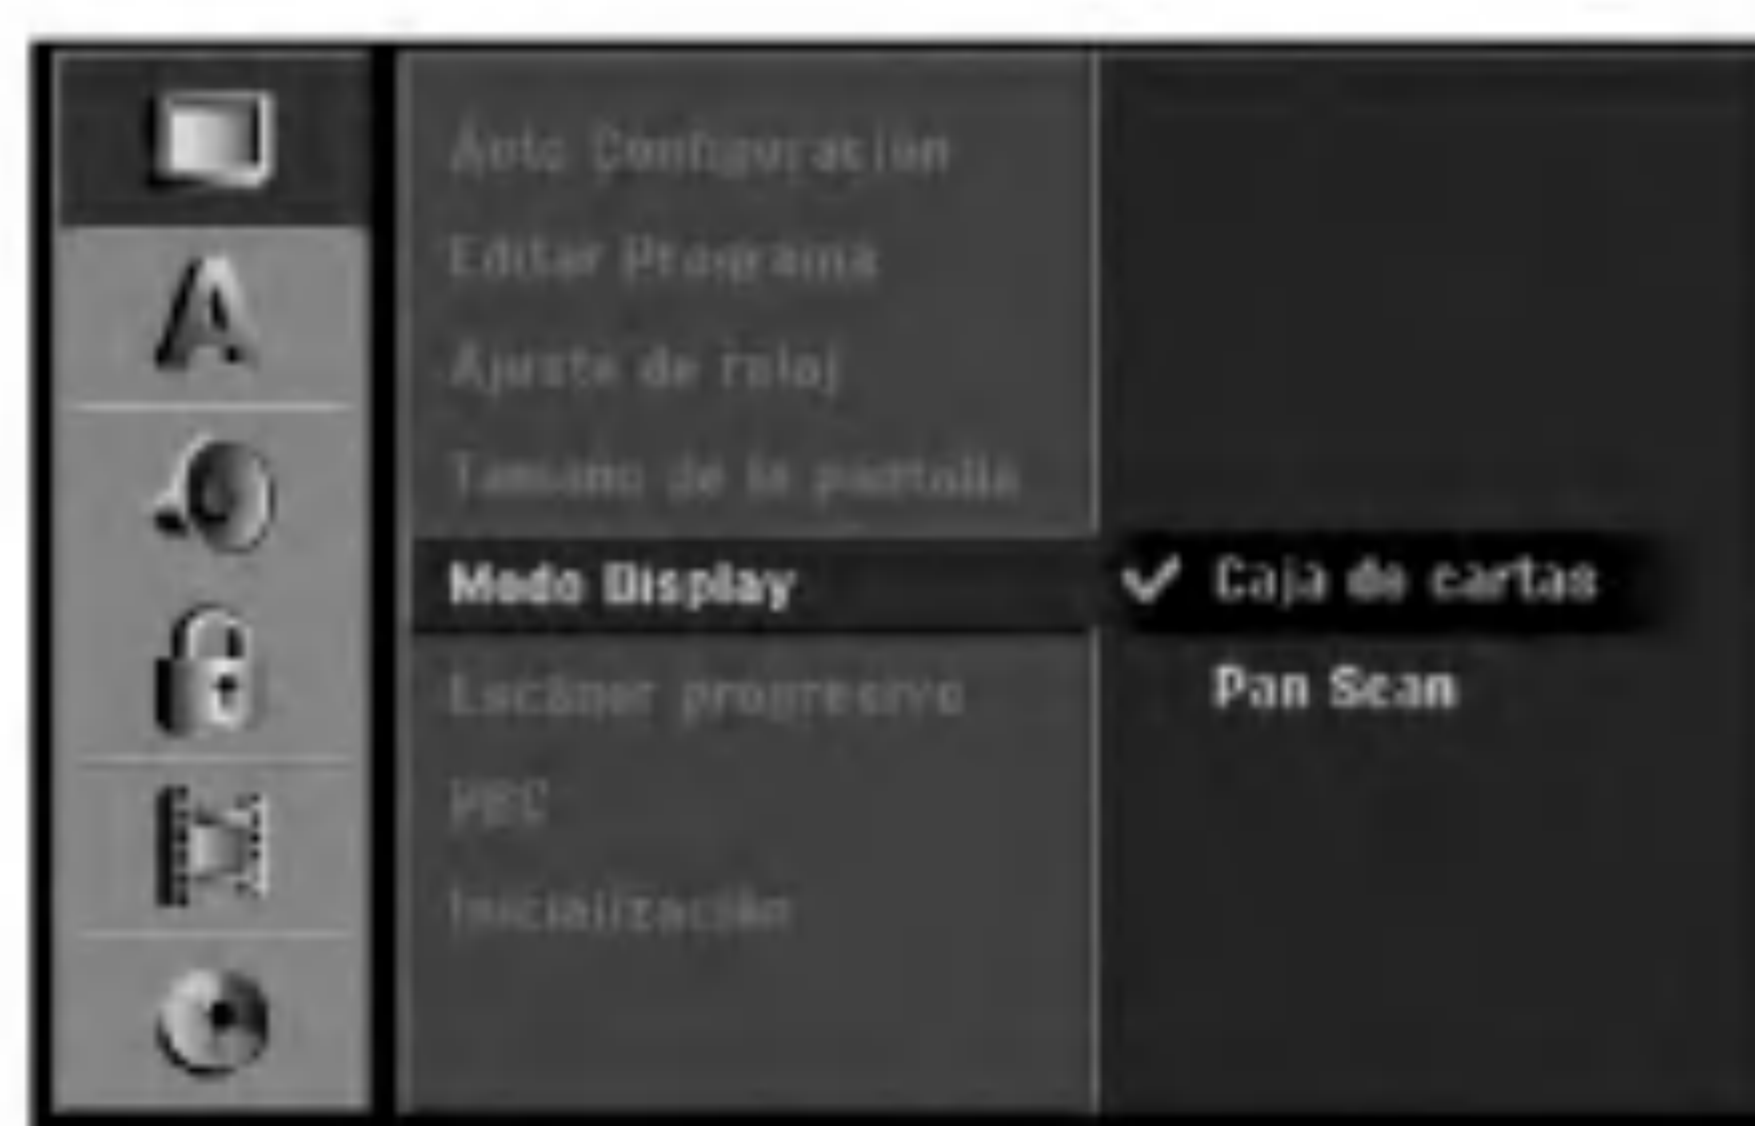 Auto Configuración
Editar Programa
Ajuste de reloj
Tamaño de la pantalla
Modo Display
Caja de cartas
Escáner progresivo
Pan Scan
PBC
Inicialización